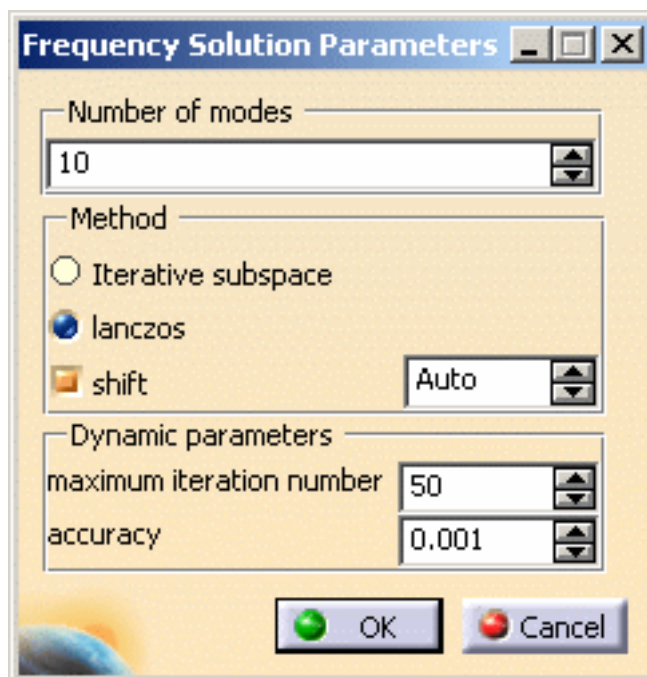 Frequency Solution Parameters
Number of modes
10
Method
Iterative subspace
lanczos
shift Auto
Dynamic parameters
maximum iteration number 50
accuracy 0.001
OK Cancel